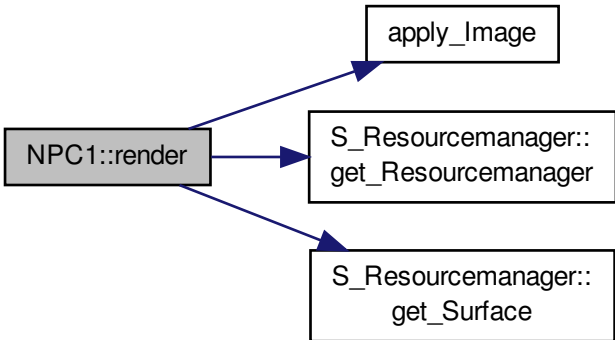 apply_Image
NPC1::render
S_Resourcemanager::
get_Resourcemanager
S_Resourcemanager::
get_Surface